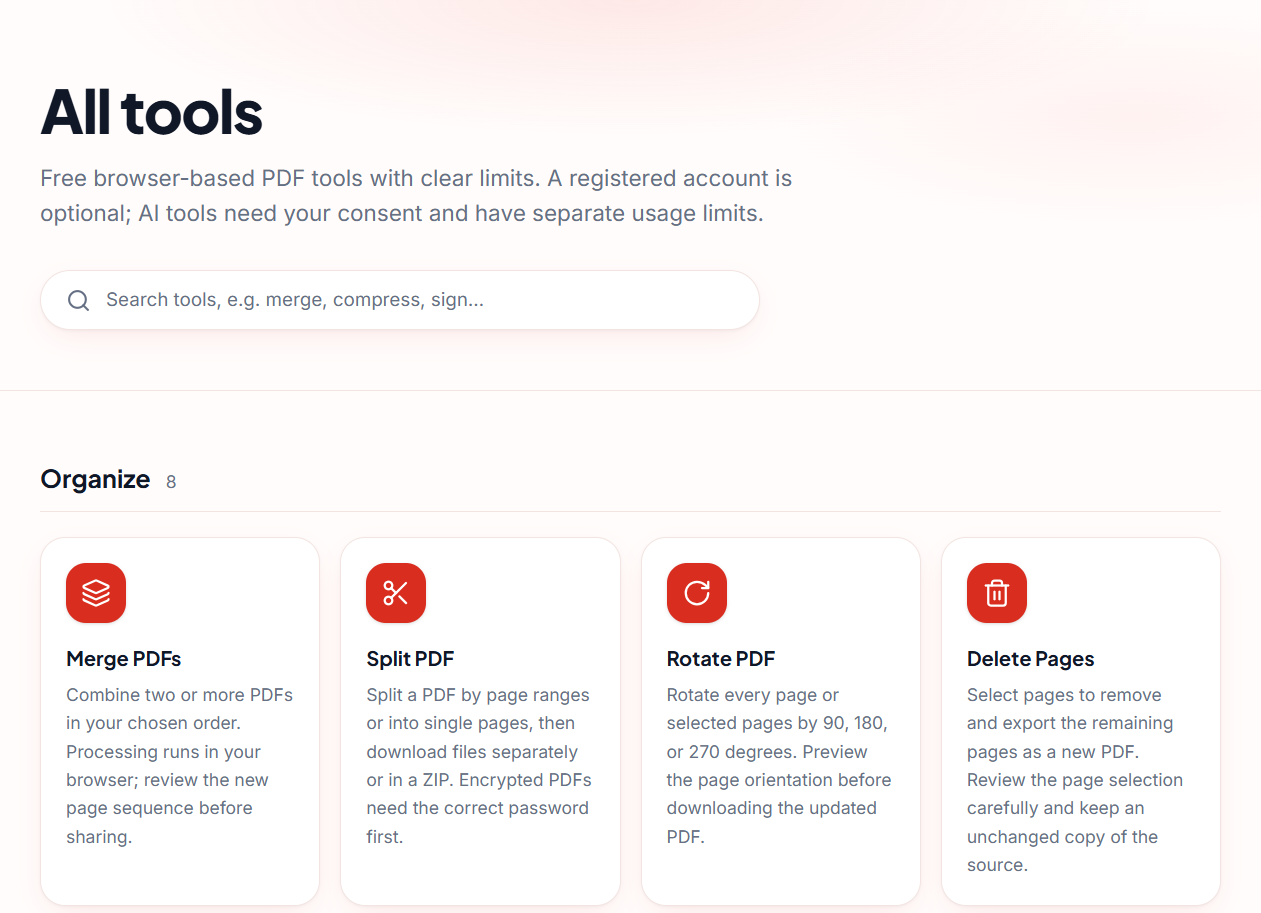 All tools
Free browser-based PDF tools with clear limits. A registered account is
optional; AI tools need your consent and have separate usage limits.
Search tools, e.g. merge, compress, sign...
Organize 8
Merge PDFs
Combine two or more PDFs
in your chosen order.
Processing runs in your
browser; review the new
page sequence before
sharing.
Split PDF
Split a PDF by page ranges
or into single pages, then
download files separately
or in a ZIP. Encrypted PDFs
need the correct password
first.
Rotate PDF
Rotate every page or
selected pages by 90, 180,
or 270 degrees. Preview
the page orientation before
downloading the updated
PDF.
Delete Pages
Select pages to remove
and export the remaining
pages as a new PDF.
Review the page selection
carefully and keep an
unchanged copy of the
source.